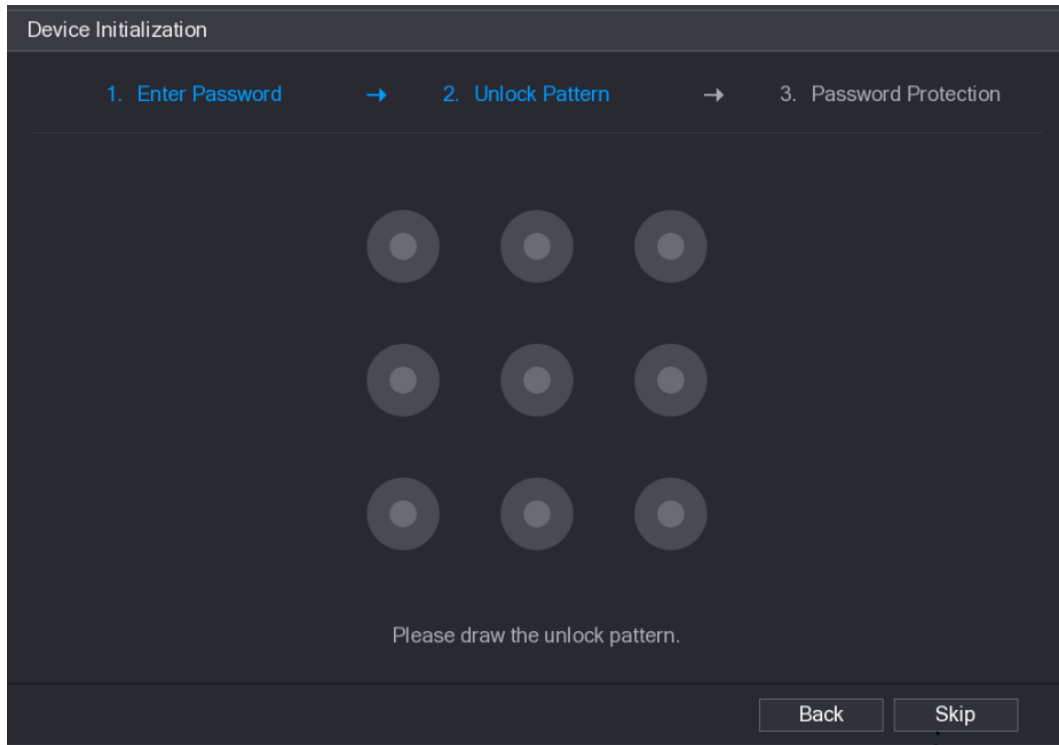 Device Initialization
1. Enter Password → 2. Unlock Pattern → 3. Password Protection
Please draw the unlock pattern.
Back Skip